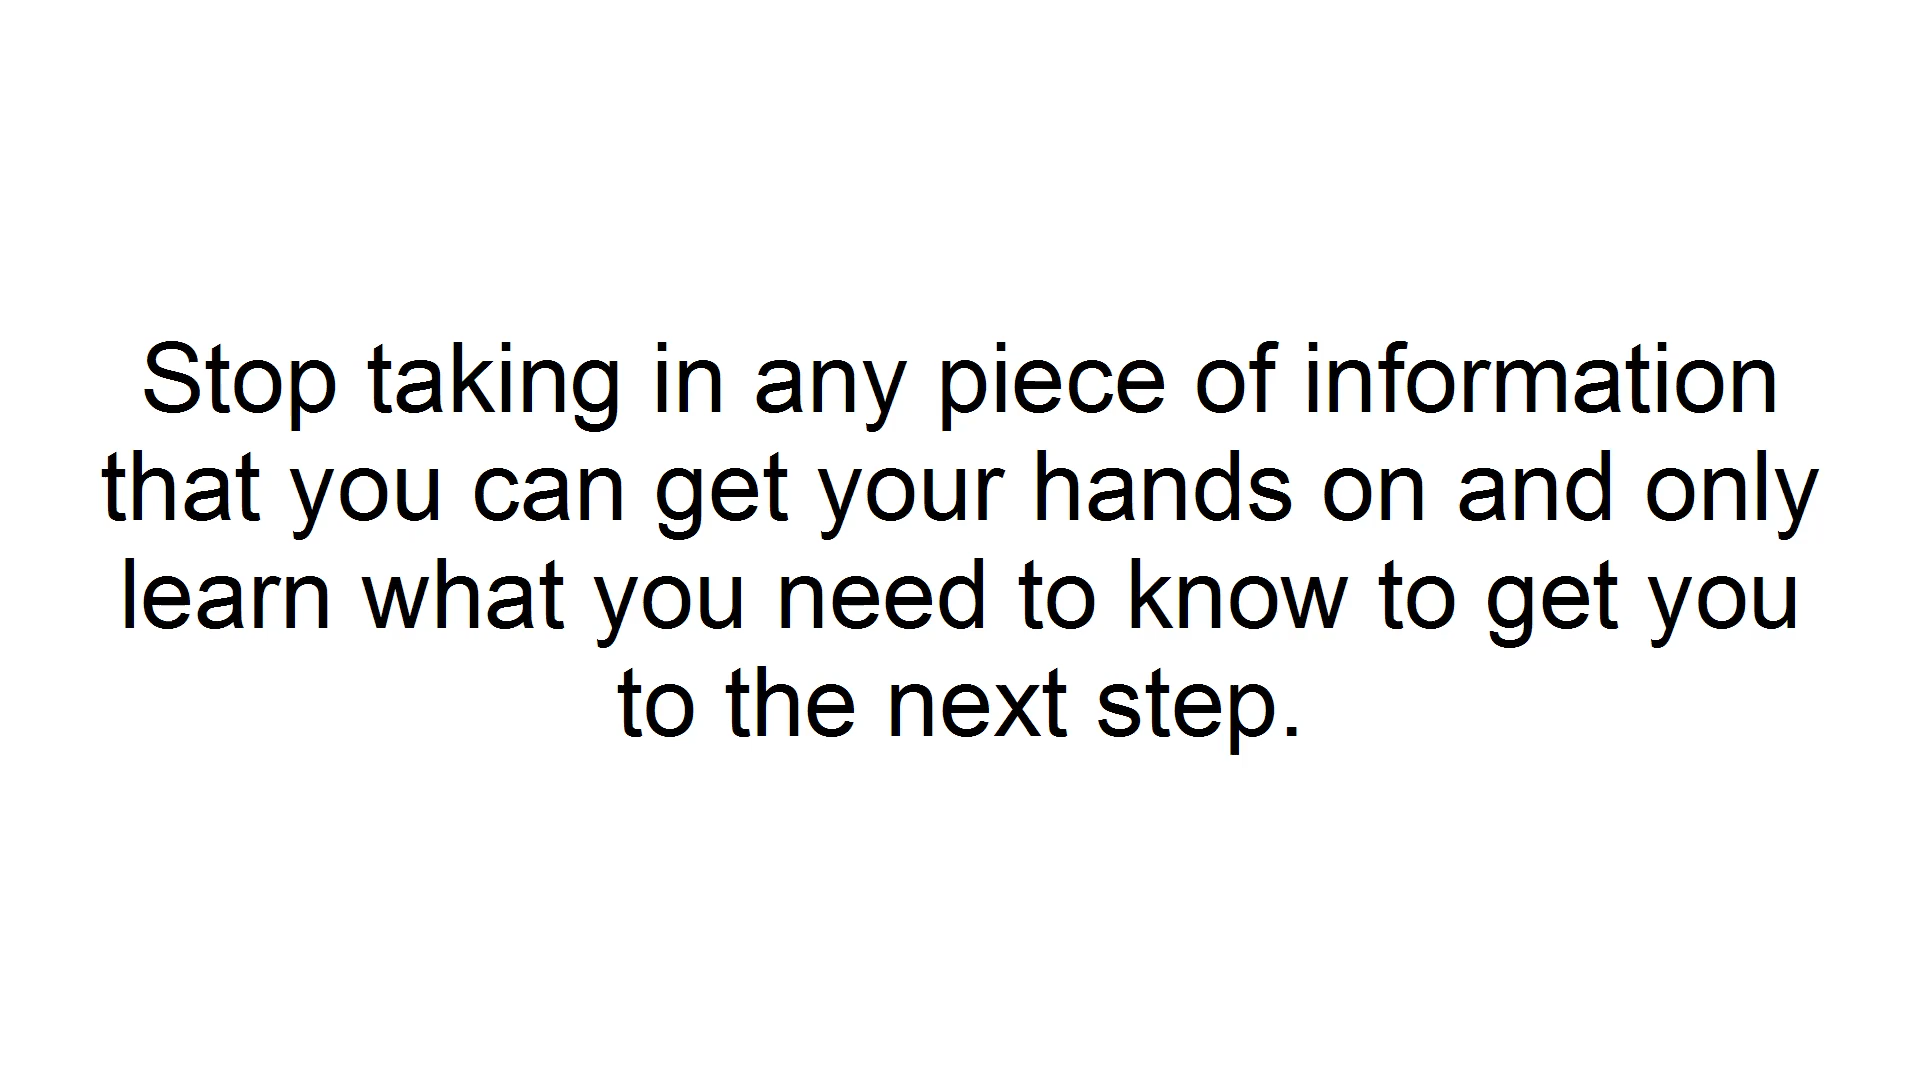 Stop taking in any piece of information
that you can get your hands on and only
learn what you need to know to get you
to the next step.